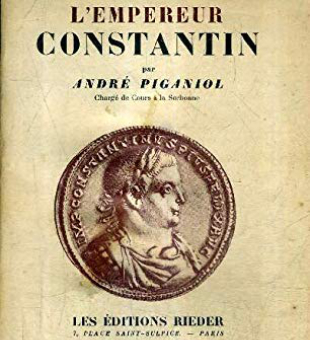 L'EMPEREUR
CONSTANTIN
par
ANDRÉ PIGANIOL
Chargé de Cours à la Sorbonne
LES ÉDITIONS RIEDER
7, PLACE SAINT-SULPICE. — PARIS